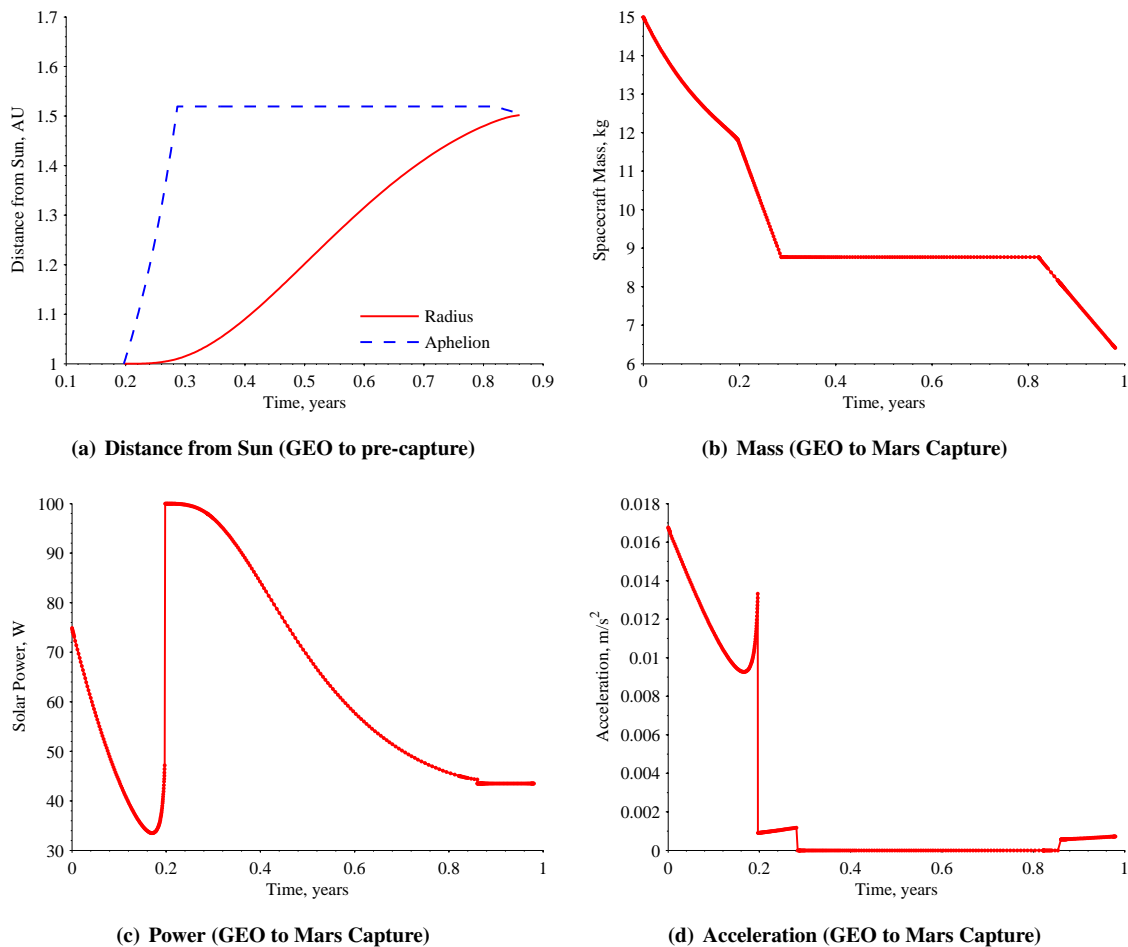 1.7
1.6
1.5
1.4
1.3
1.2
1.1
1
Distance from Sun, AU
Radius
Aphelion
0.1 0.2 0.3 0.4 0.5 0.6 0.7 0.8 0.9
Time, years
(a) Distance from Sun (GEO to pre-capture)
15
14
13
12
11
10
9
8
7
6
Spacecraft Mass, kg
0 0.2 0.4 0.6 0.8 1
Time, years
(b) Mass (GEO to Mars Capture)
100
90
80
70
60
50
40
30
Solar Power, W
0 0.2 0.4 0.6 0.8 1
Time, years
(c) Power (GEO to Mars Capture)
0.018
0.016
0.014
0.012
0.01
0.008
0.006
0.004
0.002
0
Acceleration, m/s²
0 0.2 0.4 0.6 0.8 1
Time, years
(d) Acceleration (GEO to Mars Capture)